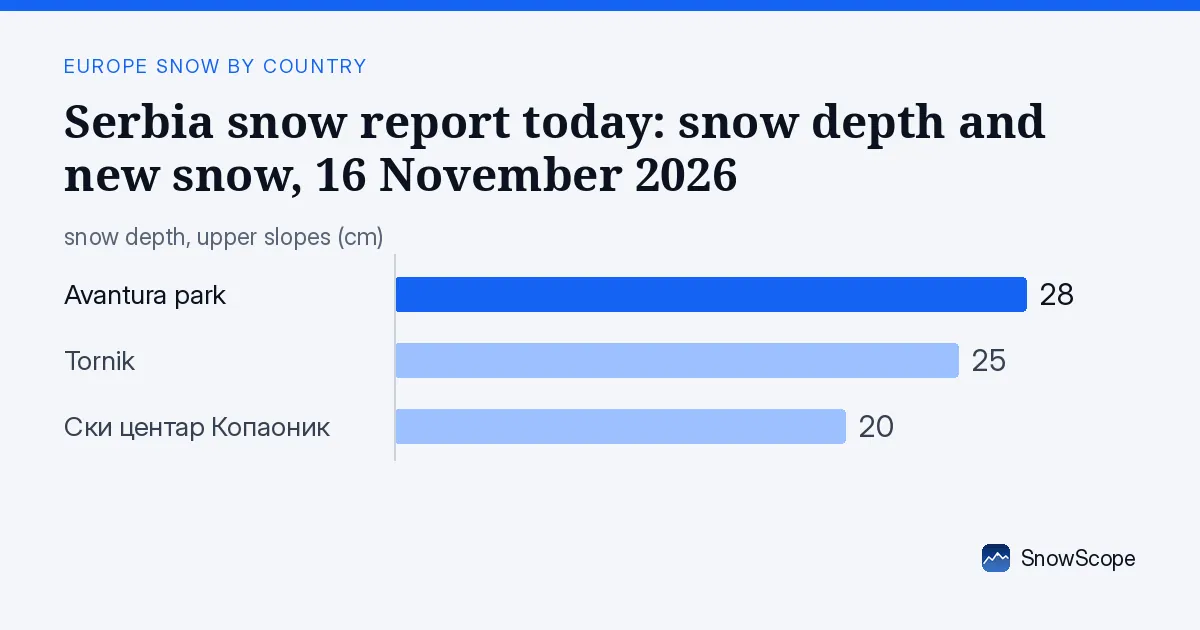 EUROPE SNOW BY COUNTRY
Serbia snow report today: snow depth and
new snow, 16 November 2026
snow depth, upper slopes (cm)
Avantura park 28
Tornik 25
Ски центар Копаоник 20
SnowScope